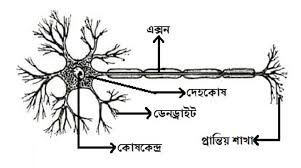 এক্সন
দেহকোষ
ডেনড্রাইট
কোষকেন্দ্র
প্রান্তিয় শাখা